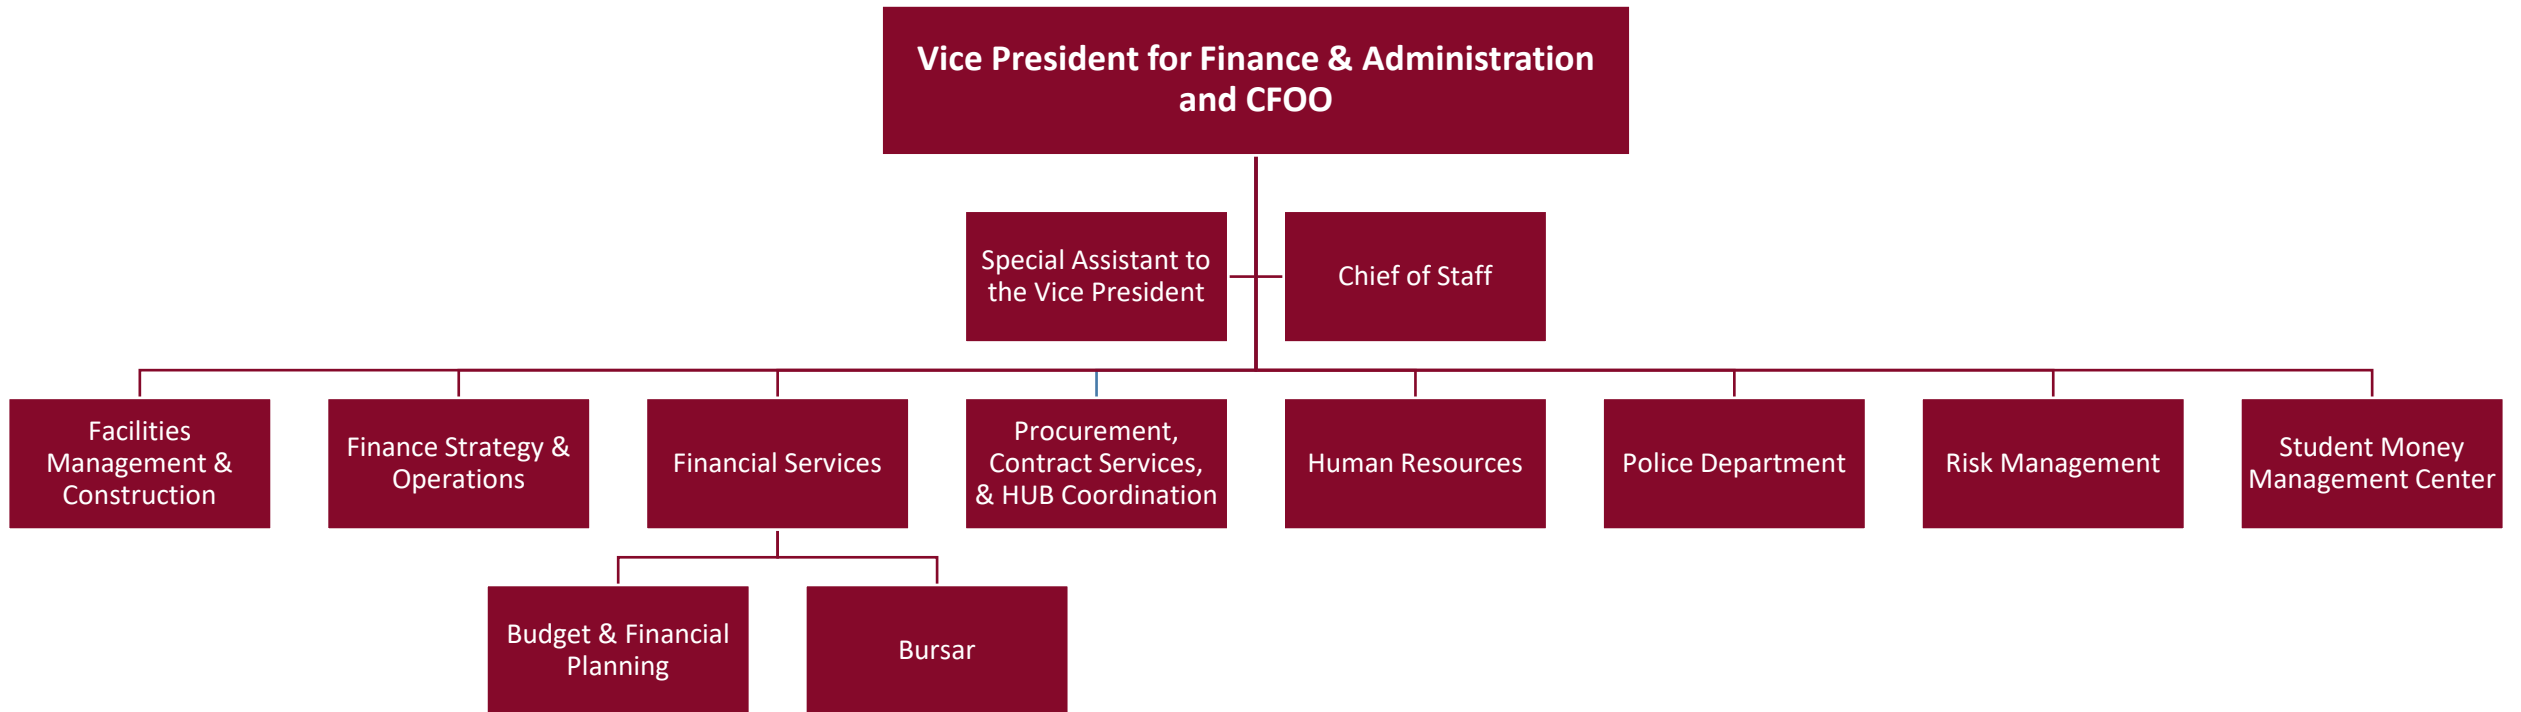 Vice President for Finance & Administration
and CFOO
Special Assistant to
the Vice President
Chief of Staff
Facilities
Management &
Construction
Finance Strategy &
Operations
Financial Services
Procurement,
Contract Services,
& HUB Coordination
Human Resources
Police Department
Risk Management
Student Money
Management Center
Budget & Financial
Planning
Bursar